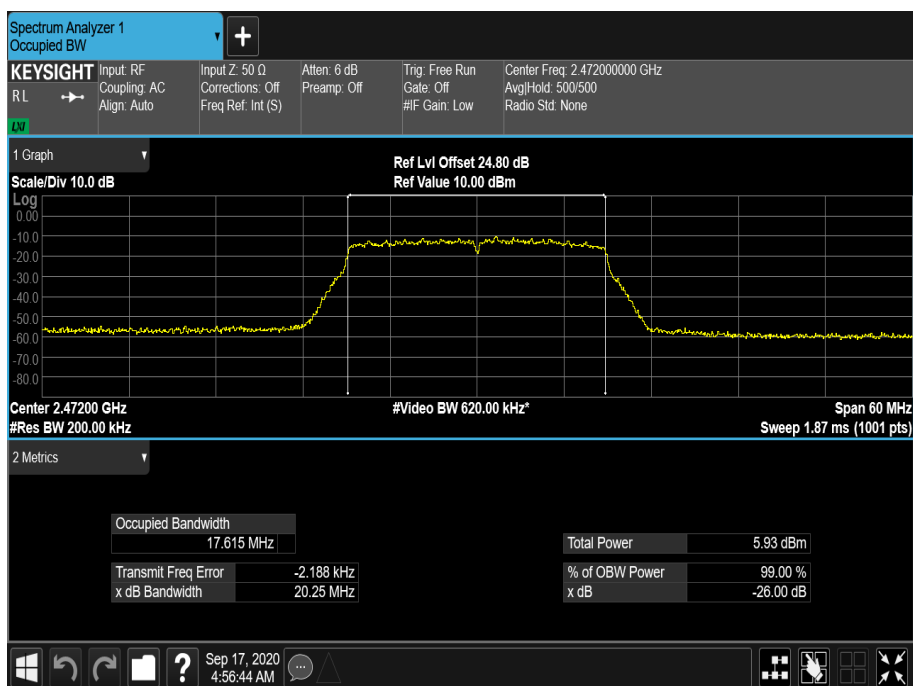 Spectrum Analyzer 1
Occupied BW
+
KEYSIGHT
RL
LXI
Input: RF
Coupling: AC
Align: Auto
Input Z: 50 Ω
Corrections: Off
Freq Ref: Int (S)
Atten: 6 dB
Preamp: Off
Trig: Free Run
Gate: Off
#IF Gain: Low
Center Freq: 2.472000000 GHz
Avg|Hold: 500/500
Radio Std: None
1 Graph
Scale/Div 10.0 dB
Ref Lvl Offset 24.80 dB
Ref Value 10.00 dBm
Log
0.00
-10.0
-20.0
-30.0
-40.0
-50.0
-60.0
-70.0
-80.0
Center 2.47200 GHz
#Video BW 620.00 kHz*
Span 60 MHz
#Res BW 200.00 kHz
Sweep 1.87 ms (1001 pts)
2 Metrics
Occupied Bandwidth
17.615 MHz
Total Power 5.93 dBm
Transmit Freq Error -2.188 kHz
% of OBW Power 99.00 %
x dB Bandwidth 20.25 MHz
x dB -26.00 dB
?
Sep 17, 2020
4:56:44 AM
...